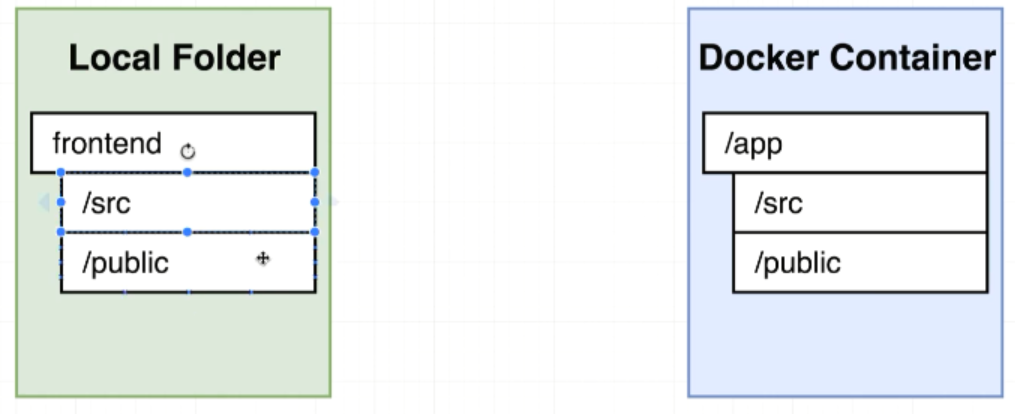 Local Folder
frontend
/src
/public
Docker Container
/app
/src
/public